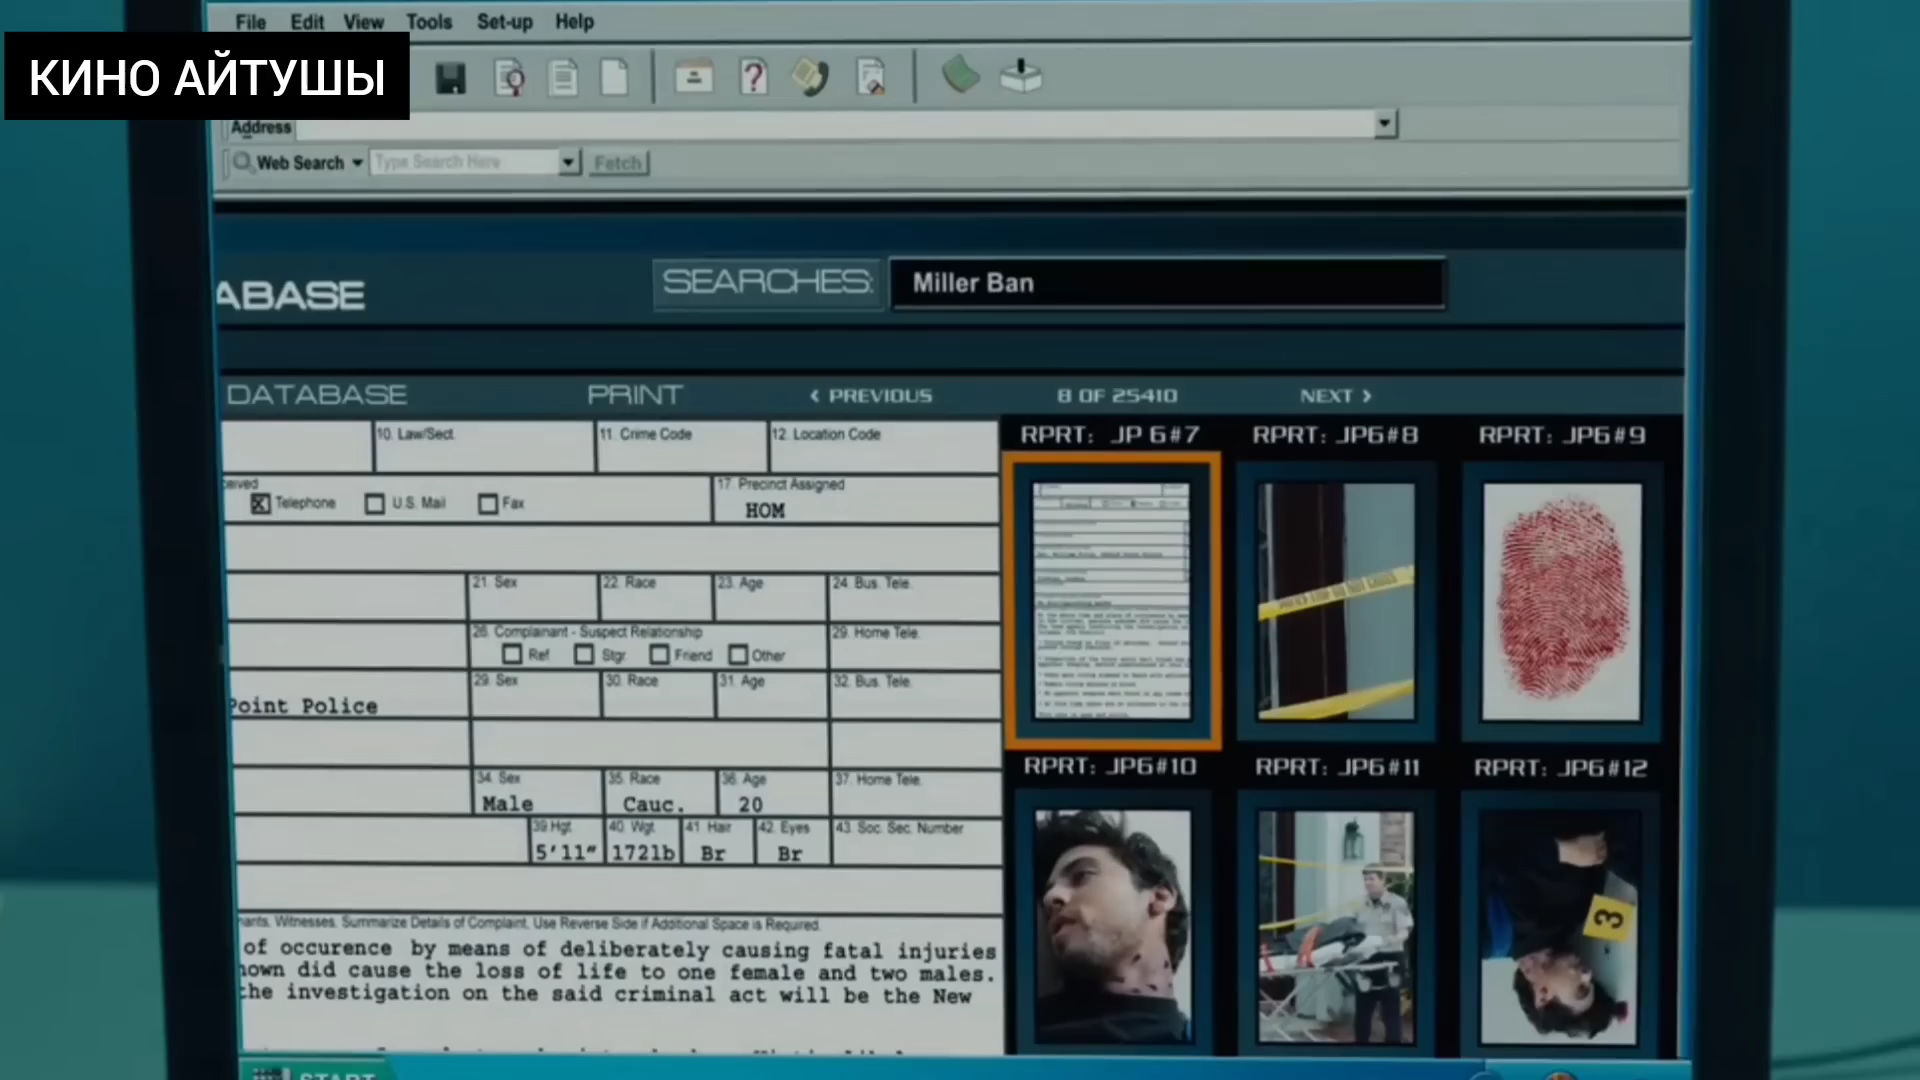 File Edit View Tools Set-up Help
КИНО АЙТУШЫ
Address
Web Search Type Search Here Fetch
ABASE SEARCHES: Miller Ban
DATABASE PRINT < PREVIOUS 8 OF 25410 NEXT >
10. Law/Sect. 11. Crime Code 12. Location Code
RPRT: JP 6#7 RPRT: JP6#8 RPRT: JP6#9
eived 17. Precinct Assigned
Telephone U.S. Mail Fax
HOM
21. Sex 22. Race 23. Age 24. Bus. Tele.
26. Complainant - Suspect Relationship 29. Home Tele.
Ref Stgr. Friend Other
29. Sex 30. Race 31. Age 32. Bus. Tele.
Point Police
RPRT: JP6#10 RPRT: JP6#11 RPRT: JP6#12
34. Sex 35. Race 36. Age 37. Home Tele.
Male Cauc. 20
39 Hgt. 40. Wgt. 41 Hair 42. Eyes 43. Soc. Sec. Number
5'11" 172lb Br Br
Witnesses. Summarize Details of Complaint. Use Reverse Side if Additional Space is Required.
of occurence by means of deliberately causing fatal injuries
nown did cause the loss of life to one female and two males.
the investigation on the said criminal act will be the New
3
START